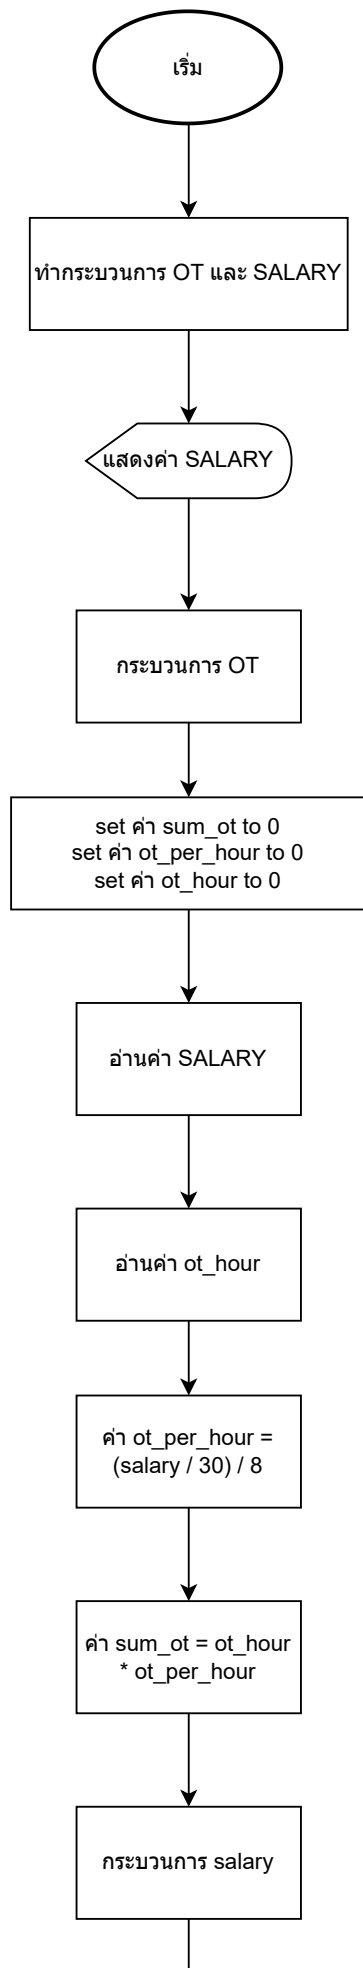 เริ่ม
ทำกระบวนการ OT และ SALARY
แสดงค่า SALARY
กระบวนการ OT
set ค่า sum_ot to 0
set ค่า ot_per_hour to 0
set ค่า ot_hour to 0
อ่านค่า SALARY
อ่านค่า ot_hour
ค่า ot_per_hour =
(salary / 30) / 8
ค่า sum_ot = ot_hour
* ot_per_hour
กระบวนการ salary